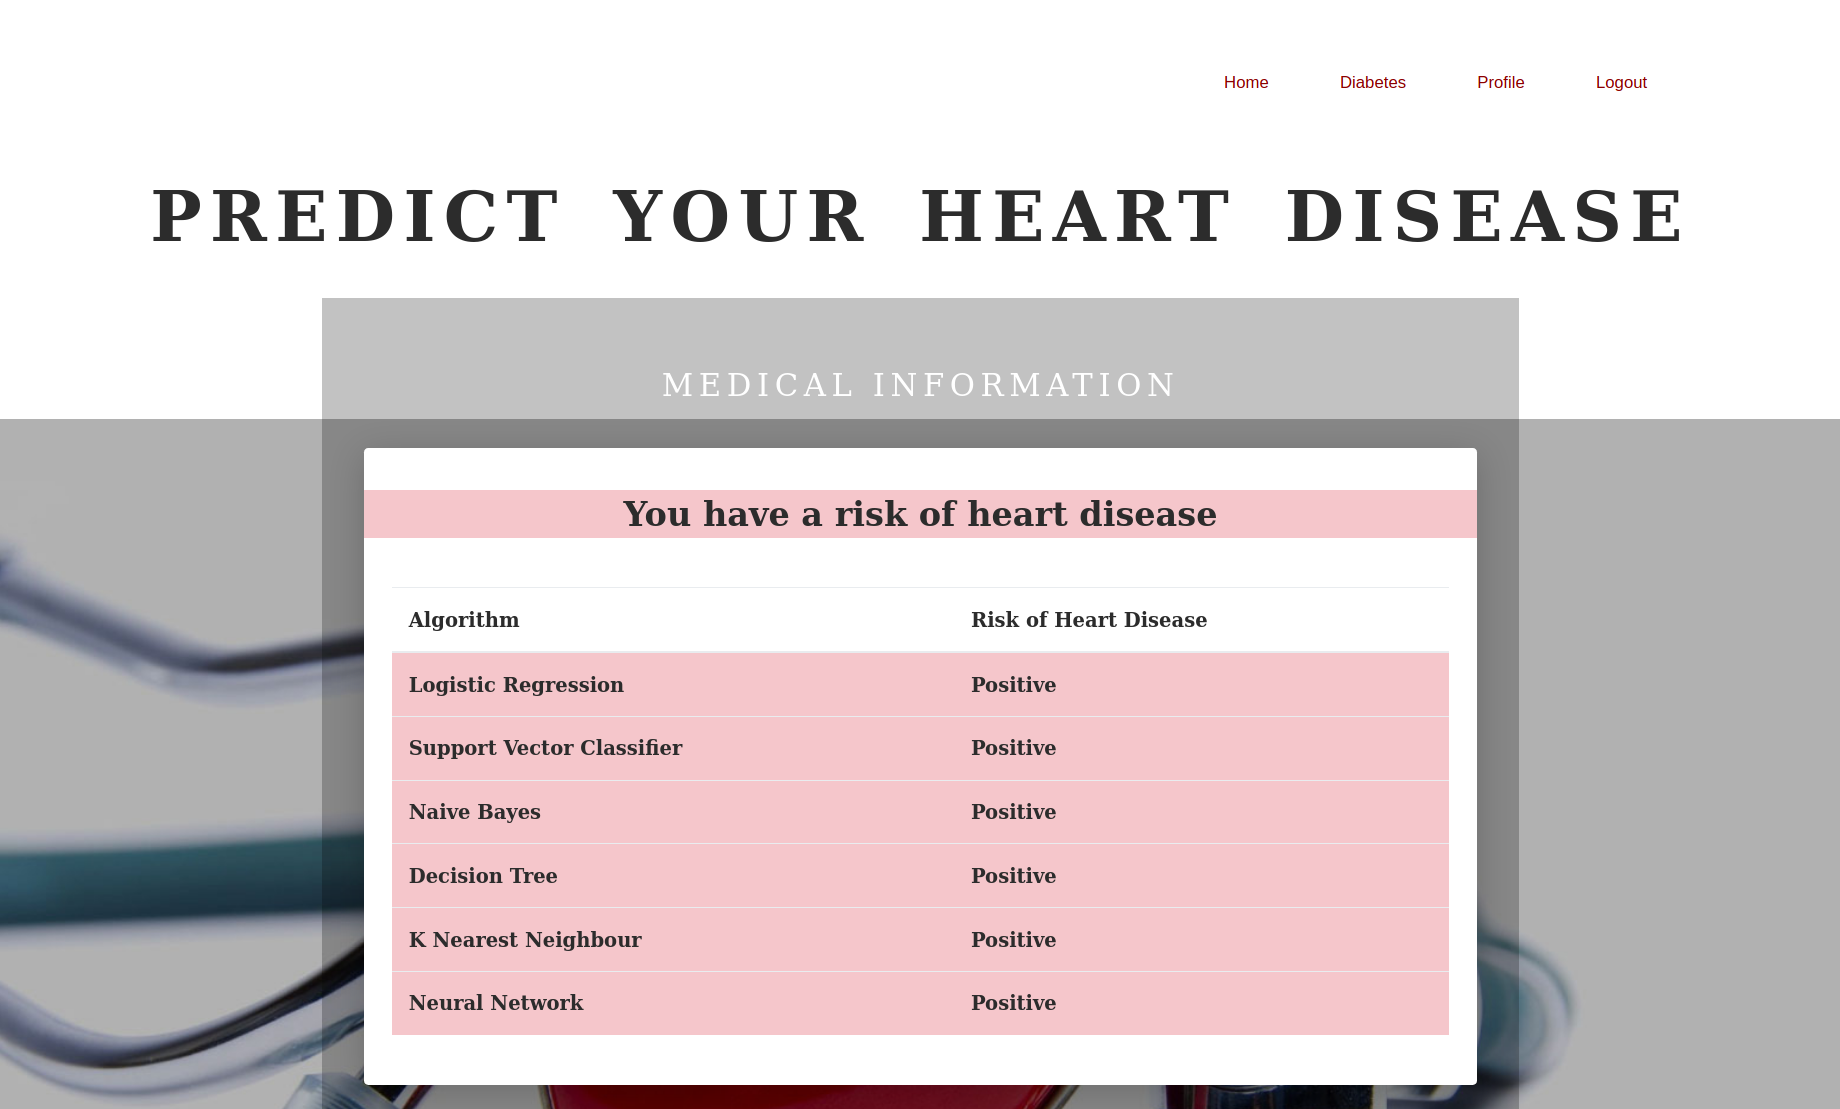 Home Diabetes Profile Logout
PREDICT YOUR HEART DISEASE
MEDICAL INFORMATION
You have a risk of heart disease
Algorithm Risk of Heart Disease
Logistic Regression Positive
Support Vector Classifier Positive
Naive Bayes Positive
Decision Tree Positive
K Nearest Neighbour Positive
Neural Network Positive